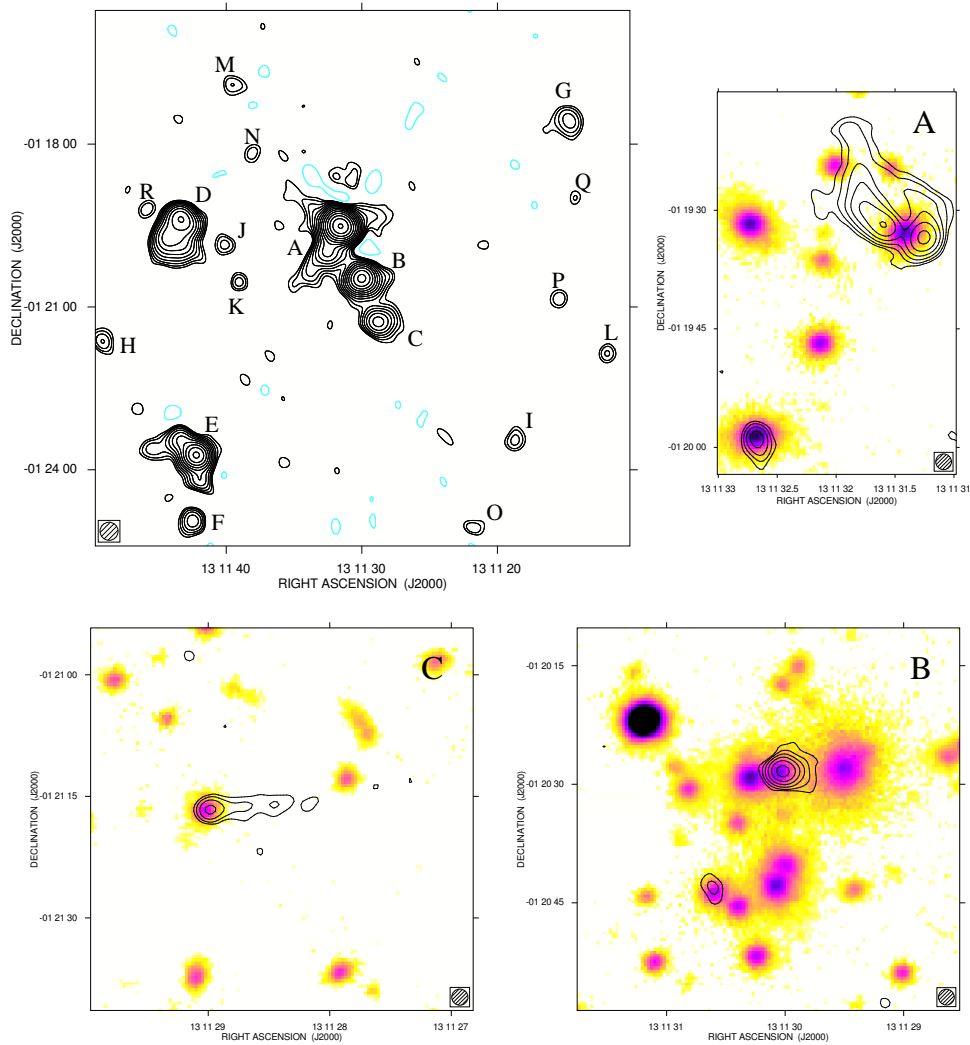 M
G
-01 18 00
N
Q
R
D
J
A
B
P
K
-01 21 00
C
L
H
E
I
-01 24 00
F
O
13 11 40
13 11 30
13 11 20
RIGHT ASCENSION (J2000)
DECLINATION (J2000)
A
-01 19 30
-01 19 45
-01 20 00
13 11 33
13 11 32.5
13 11 32
13 11 31.5
13 11 31
RIGHT ASCENSION (J2000)
DECLINATION (J2000)
C
-01 21 00
-01 21 15
-01 21 30
13 11 29
13 11 28
13 11 27
RIGHT ASCENSION (J2000)
DECLINATION (J2000)
B
-01 20 15
-01 20 30
-01 20 45
13 11 31
13 11 30
13 11 29
RIGHT ASCENSION (J2000)
DECLINATION (J2000)